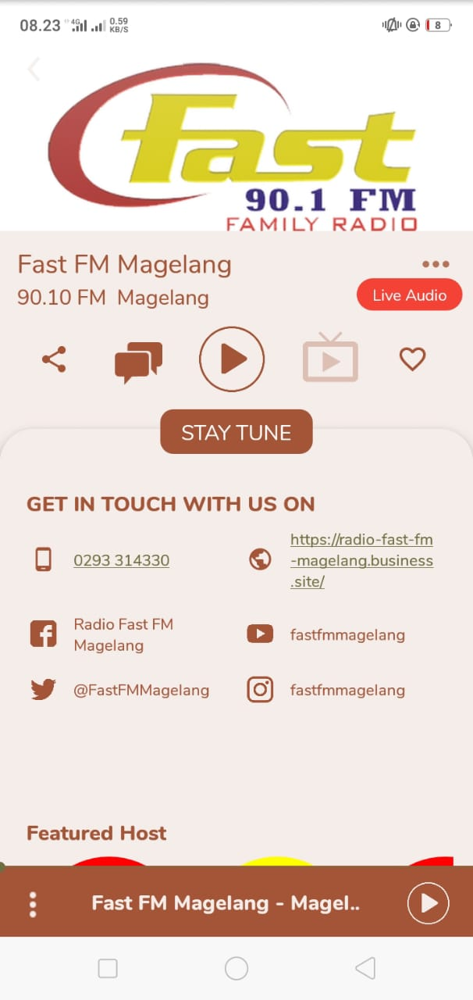 08.23 4G 0.59 KB/S 8
Fast
90.1 FM
FAMILY RADIO
Fast FM Magelang
90.10 FM Magelang
Live Audio
STAY TUNE
GET IN TOUCH WITH US ON
0293 314330
https://radio-fast-fm
-magelang.business
.site/
Radio Fast FM
Magelang
fastfmmagelang
@FastFMMagelang
fastfmmagelang
Featured Host
Fast FM Magelang - Magel..